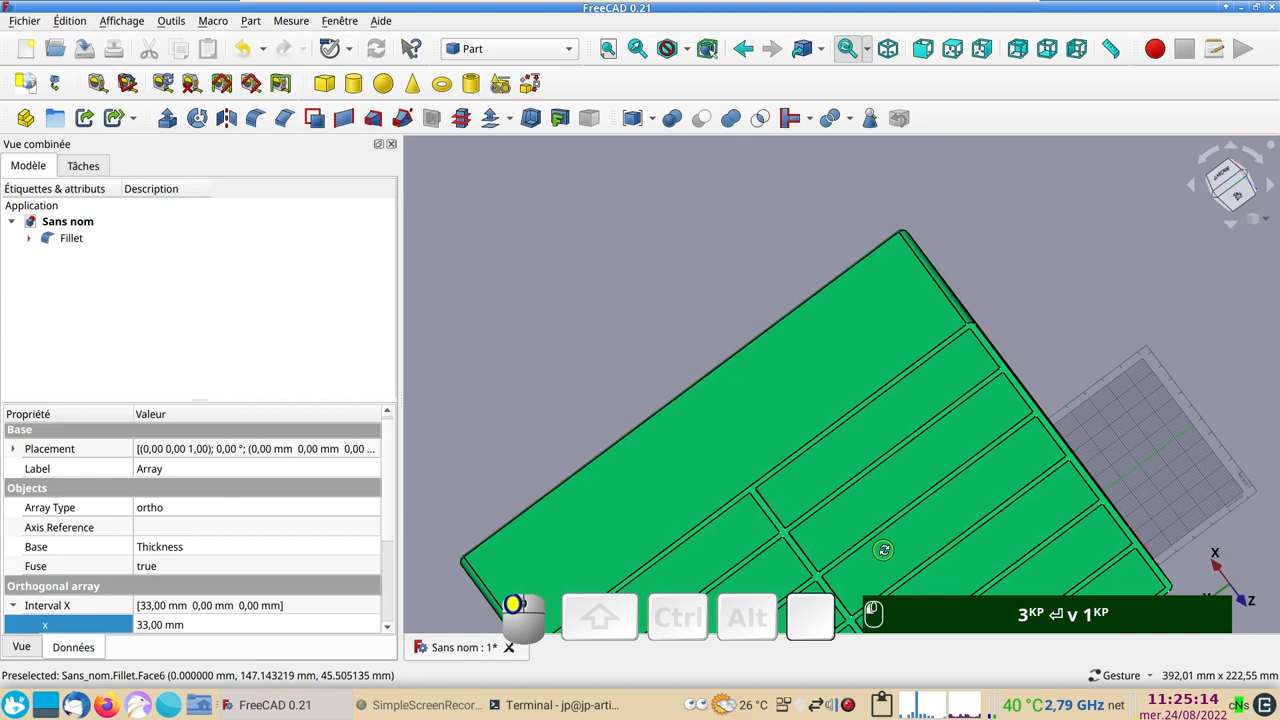 FreeCAD 0.21
Fichier Édition Affichage Outils Macro Part Mesure Fenêtre Aide
Part
Vue combinée
Modèle Tâches
Étiquettes & attributs Description
Application
Sans nom
Fillet
Propriété Valeur
Base
Placement [(0,00 0,00 1,00); 0,00 °; (0,00 mm 0,00 mm 0,00 ...
Label Array
Objects
Array Type ortho
Axis Reference
Base Thickness
Fuse true
Orthogonal array
Interval X [33,00 mm 0,00 mm 0,00 mm]
x 33,00 mm
Vue Données
X
Z
Ctrl Alt
3KP ⏎ v 1KP
Sans nom : 1*
Preselected: Sans_nom.Fillet.Face6 (0.000000 mm, 147.143219 mm, 45.505135 mm)
Gesture 392,01 mm x 222,55 mm
FreeCAD 0.21 SimpleScreenRecor... Terminal - jp@jp-arti...
26 °C
40 °C 2,79 GHz net
11:25:14
mer.24/08/2022